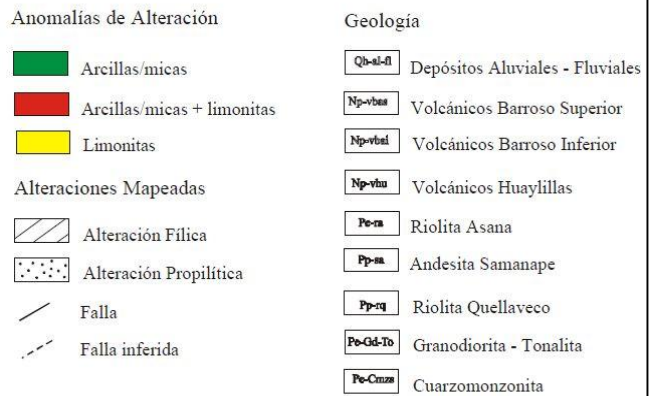 Anomalías de Alteración
Arcillas/micas
Arcillas/micas + limonitas
Limonitas
Alteraciones Mapeadas
Alteración Fílica
Alteración Propilítica
Falla
Falla inferida
Geología
Qh-al-fl Depósitos Aluviales - Fluviales
Np-vbas Volcánicos Barroso Superior
Np-vbai Volcánicos Barroso Inferior
Np-vhu Volcánicos Huaylillas
Pe-ra Riolita Asana
Pp-sa Andesita Samanape
Pp-rq Riolita Quellaveco
Pe-Gd-To Granodiorita - Tonalita
Pe-Cmzs Cuarzomonzonita